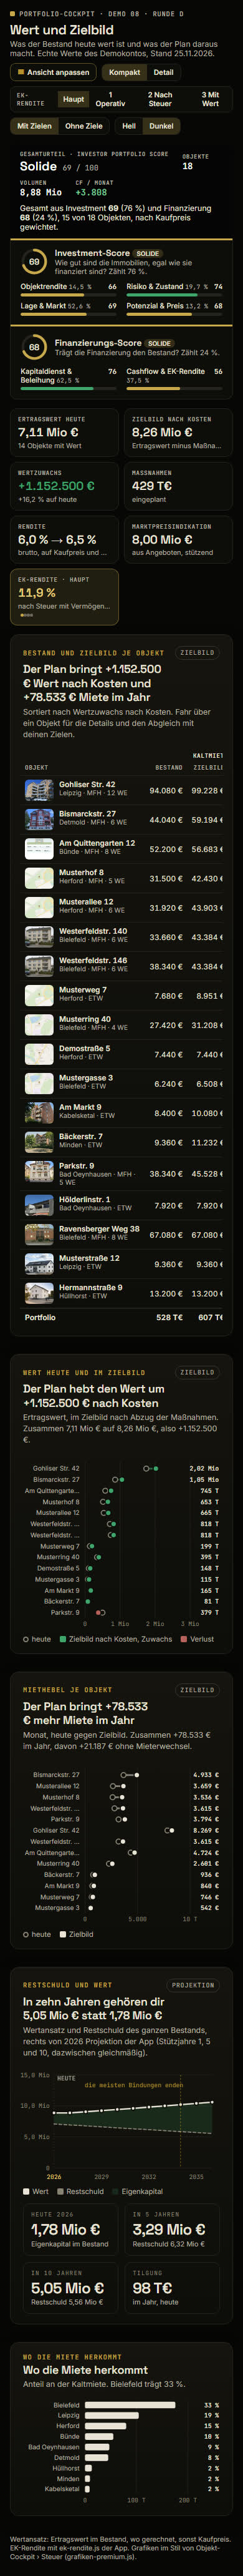 PORTFOLIO-COCKPIT · DEMO 08 · RUNDE D
Wert und Zielbild
Was der Bestand heute wert ist und was der Plan daraus macht. Echte Werte des Demokontos, Stand 25.11.2026.
Ansicht anpassen
Kompakt
Detail
EK-RENDITE
Haupt
1 Operativ
2 Nach Steuer
3 Mit Wert
Mit Zielen
Ohne Ziele
Hell
Dunkel
GESAMTURTEIL · INVESTOR PORTFOLIO SCORE
Solide 69 / 100
OBJEKTE
18
VOLUMEN
8,88 Mio
CF / MONAT
+3.808
Gesamt aus Investment 69 (76 %) und Finanzierung 68 (24 %), 15 von 18 Objekten, nach Kaufpreis gewichtet.
69
Investment-Score SOLIDE
Wie gut sind die Immobilien, egal wie finanziert sind? Zählt 76 %.
Objektrendite 14,5 % 66
Risiko & Zustand 19,7 % 74
Lage & Markt 52,6 % 69
Potenzial & Preis 13,2 % 68
68
Finanzierungs-Score SOLIDE
Trägt die Finanzierung den Bestand? Zählt 24 %.
Kapitaldienst & Beleihung 62,5 % 76
Cashflow & EK-Rendite 37,5 % 56
ERTRAGSWERT HEUTE
7,11 Mio €
14 Objekte mit Wert
ZIELBILD NACH KOSTEN
8,26 Mio €
Ertragswert minus Maßna...
WERTZUWACHS
+1.152.500 €
+16,2 % auf heute
MASSNAHMEN
429 T€
eingeplant
RENDITE
6,0 % → 6,5 %
brutto, auf Kaufpreis und ...
MARKTPREISINDIKATION
8,00 Mio €
aus Angeboten, stützend
EK-RENDITE · HAUPT
11,9 %
nach Steuer mit Vermögen...
BESTAND UND ZIELBILD JE OBJEKT
ZIELBILD
Der Plan bringt +1.152.500 € Wert nach Kosten und +78.533 € Miete im Jahr
Sortiert nach Wertzuwachs nach Kosten. Fahr über ein Objekt für die Details und den Abgleich mit deinen Zielen.
KALTMIET
OBJEKT BESTAND ZIELBILD
Gohliser Str. 42 94.080 € 99.228 €
Leipzig · MFH · 12 WE
Bismarckstr. 27 44.040 € 59.194 €
Detmold · MFH · 6 WE
Am Quittengarten 12 52.200 € 56.683 €
Bünde · MFH · 8 WE
Musterhof 8 31.500 € 42.430 €
Herford · MFH · 5 WE
Musterallee 12 31.920 € 43.903 €
Herford · MFH · 6 WE
Westerfeldstr. 140 33.660 € 43.384 €
Bielefeld · MFH · 6 WE
Westerfeldstr. 146 38.340 € 43.384 €
Bielefeld · MFH · 6 WE
Musterweg 7 7.680 € 8.951 €
Herford · ETW
Musterring 40 27.420 € 31.208 €
Bielefeld · MFH · 4 WE
Demostraße 5 7.440 € 7.440 €
Herford · ETW
Mustergasse 3 6.240 € 6.508 €
Bielefeld · ETW
Am Markt 9 8.400 € 10.080 €
Kabelsketal · ETW
Bäckerstr. 7 9.360 € 11.232 €
Minden · ETW
Parkstr. 9 38.340 € 45.528 €
Bad Oeynhausen · MFH · 5 WE
Hölderlinstr. 1 7.920 € 7.920 €
Bad Oeynhausen · ETW
Ravensberger Weg 38 67.080 € 67.080 €
Bielefeld · MFH · 8 WE
Musterstraße 12 9.360 € 9.360 €
Leipzig · ETW
Hermannstraße 9 13.200 € 13.200 €
Hüllhorst · ETW
Portfolio 528 T€ 607 T€
WERT HEUTE UND IM ZIELBILD
ZIELBILD
Der Plan hebt den Wert um +1.152.500 € nach Kosten
Ertragswert, im Zielbild nach Abzug der Maßnahmen. Zusammen 7,11 Mio € auf 8,26 Mio €, also +1.152.500 €.
Gohliser Str. 42 2,02 Mio
Bismarckstr. 27 1,05 Mio
Am Quittengarte... 745 T
Musterhof 8 653 T
Musterallee 12 665 T
Westerfeldstr. ... 818 T
Westerfeldstr. ... 818 T
Musterweg 7 199 T
Musterring 40 395 T
Demostraße 5 148 T
Mustergasse 3 115 T
Am Markt 9 165 T
Bäckerstr. 7 81 T
Parkstr. 9 379 T
0 1 Mio 2 Mio 3 Mio
heute Zielbild nach Kosten, Zuwachs Verlust
MIETHEBEL JE OBJEKT
ZIELBILD
Der Plan bringt +78.533 € mehr Miete im Jahr
Monat, heute gegen Zielbild. Zusammen +78.533 € im Jahr, davon +21.187 € ohne Mieterwechsel.
Bismarckstr. 27 4.933 €
Musterallee 12 3.659 €
Musterhof 8 3.536 €
Westerfeldstr. ... 3.615 €
Parkstr. 9 3.794 €
Gohliser Str. 42 8.269 €
Westerfeldstr. ... 3.615 €
Am Quittengarte... 4.724 €
Musterring 40 2.601 €
Bäckerstr. 7 936 €
Am Markt 9 840 €
Musterweg 7 746 €
Mustergasse 3 542 €
0 5.000 10 T
heute Zielbild
RESTSCHULD UND WERT
PROJEKTION
In zehn Jahren gehören dir 5,05 Mio € statt 1,78 Mio €
Wertansatz und Restschuld des ganzen Bestands, rechts von 2026 Projektion der App (Stützjahre 1, 5 und 10, dazwischen gleichmäßig).
15,0 Mio
HEUTE
die meisten Bindungen enden
10,0 Mio
5,0 Mio
0
2026 2029 2032 2035
Wert Restschuld Eigenkapital
HEUTE 2026
1,78 Mio €
Eigenkapital im Bestand
IN 5 JAHREN
3,29 Mio €
Restschuld 6,32 Mio €
IN 10 JAHREN
5,05 Mio €
Restschuld 5,56 Mio €
TILGUNG
98 T€
im Jahr, heute
WO DIE MIETE HERKOMMT
Wo die Miete herkommt
Anteil an der Kaltmiete. Bielefeld trägt 33 %.
Bielefeld 33 %
Leipzig 19 %
Herford 15 %
Bünde 10 %
Bad Oeynhausen 9 %
Detmold 8 %
Hüllhorst 2 %
Minden 2 %
Kabelsketal 2 %
0 100 T 200 T
Wertansatz: Ertragswert im Bestand, wo gerechnet, sonst Kaufpreis. EK-Rendite mit ek-rendite.js der App. Grafiken im Stil von Objekt-Cockpit › Steuer (grafiken-premium.js).